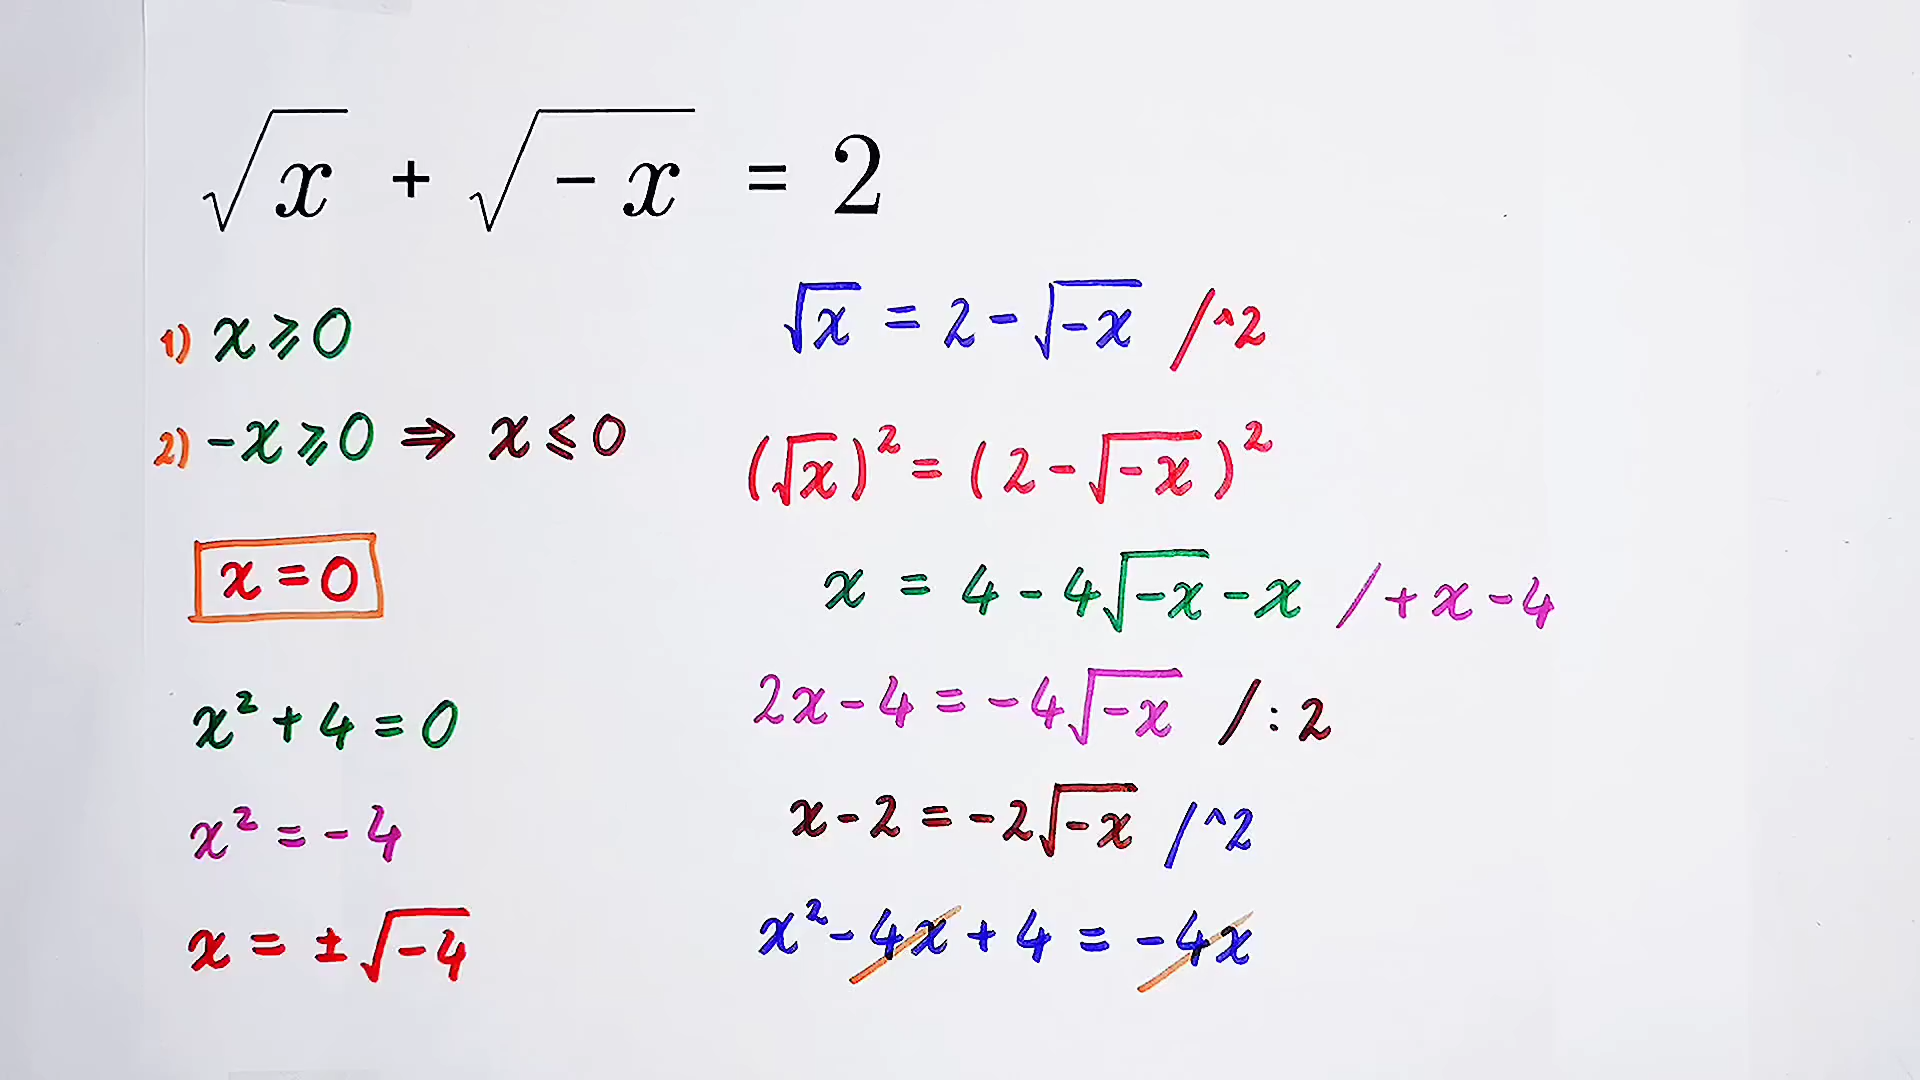 √x + √-x = 2
1) x ≥ 0
2) -x ≥ 0 ⇒ x ≤ 0
x = 0
√x = 2 - √-x /^2
(√x)² = (2 - √-x)²
x = 4 - 4√-x - x / + x - 4
2x - 4 = -4√-x / : 2
x - 2 = -2√-x /^2
x² - 4x + 4 = -4x
x² + 4 = 0
x² = -4
x = ± √-4